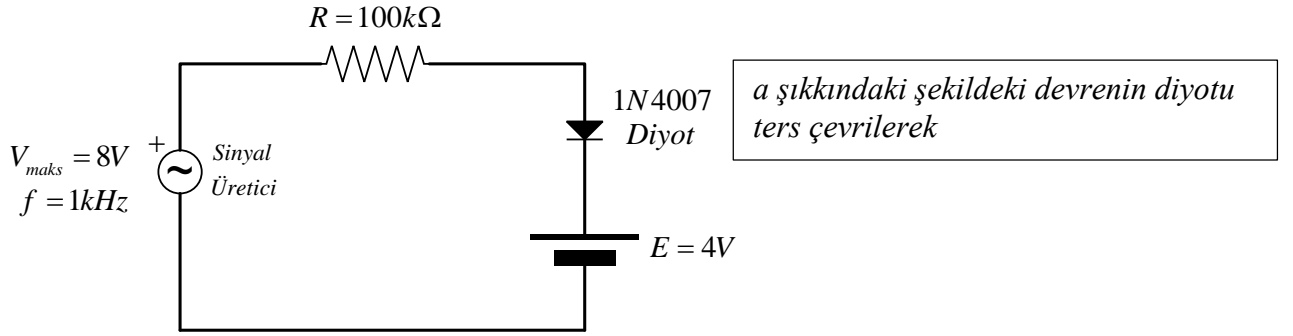 R = 100kΩ
1N4007
Diyot
a şıkkındaki şekildeki devrenin diyotu
ters çevrilerek
V_maks = 8V
f = 1kHz
+
~
Sinyal
Üretici
E = 4V